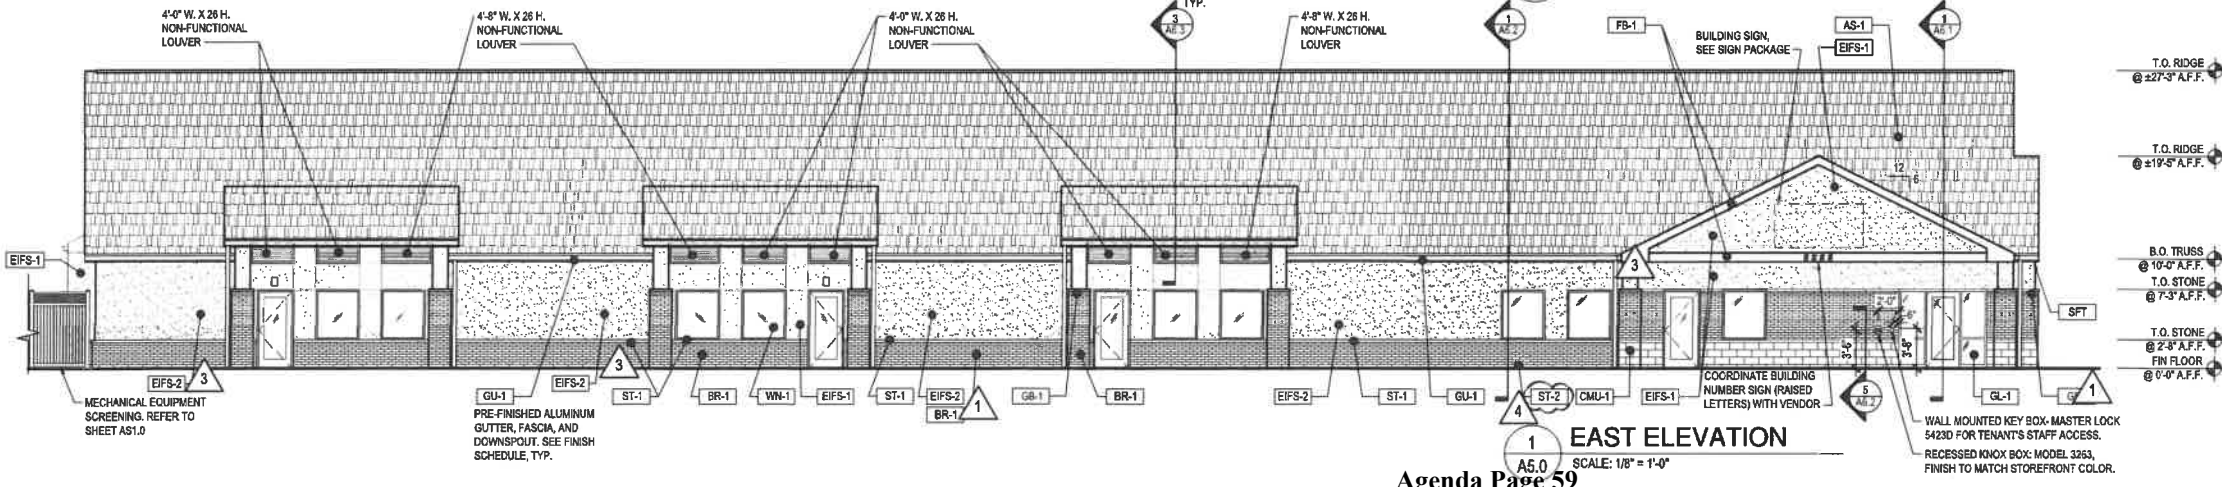 TYP.
4'-0" W. X 26 H.
NON-FUNCTIONAL
LOUVER
4'-8" W. X 26 H.
NON-FUNCTIONAL
LOUVER
4'-0" W. X 26 H.
NON-FUNCTIONAL
LOUVER
3
A6.3
4'-8" W. X 26 H.
NON-FUNCTIONAL
LOUVER
1
A6.2
FB-1
BUILDING SIGN,
SEE SIGN PACKAGE
AS-1
EIFS-1
1
A6.1
T.O. RIDGE
@ ±27'-3" A.F.F.
T.O. RIDGE
@ ±19'-5" A.F.F.
12
6
EIFS-1
3
B.O. TRUSS
@ 10'-0" A.F.F.
T.O. STONE
@ 7'-3" A.F.F.
2'-0"
SFT
3'-6"
3'-8"
T.O. STONE
@ 2'-8" A.F.F.
FIN FLOOR
@ 0'-0" A.F.F.
EIFS-2
3
MECHANICAL EQUIPMENT
SCREENING. REFER TO
SHEET AS1.0
GU-1
PRE-FINISHED ALUMINUM
GUTTER, FASCIA, AND
DOWNSPOUT. SEE FINISH
SCHEDULE, TYP.
EIFS-2
3
ST-1
BR-1
WN-1
EIFS-1
ST-1
EIFS-2
BR-1
1
GB-1
BR-1
EIFS-2
ST-1
GU-1
4
ST-2
CMU-1
EIFS-1
COORDINATE BUILDING
NUMBER SIGN (RAISED
LETTERS) WITH VENDOR
5
A6.2
GL-1
1
WALL MOUNTED KEY BOX- MASTER LOCK
5423D FOR TENANT'S STAFF ACCESS.
RECESSED KNOX BOX: MODEL 3263,
FINISH TO MATCH STOREFRONT COLOR.
1
A5.0
EAST ELEVATION
SCALE: 1/8" = 1'-0"
Agenda Page 59